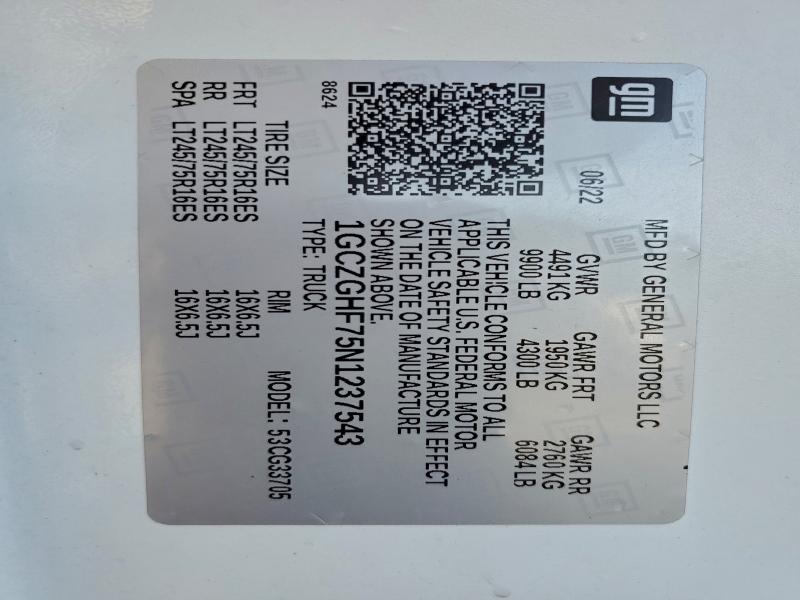 gm
MFD BY GENERAL MOTORS LLC
06/22
GVWR GAWR FRT GAWR RR
4491 KG 1950 KG 2760 KG
9900 LB 4300 LB 6084 LB
THIS VEHICLE CONFORMS TO ALL
APPLICABLE U.S. FEDERAL MOTOR
VEHICLE SAFETY STANDARDS IN EFFECT
ON THE DATE OF MANUFACTURE
SHOWN ABOVE.
1GCZGHF75N1237543
8624
TYPE: TRUCK
MODEL: 53CG33705
TIRE SIZE RIM
FRT LT245/75R16ES 16X6.5J
RR LT245/75R16ES 16X6.5J
SPA LT245/75R16ES 16X6.5J